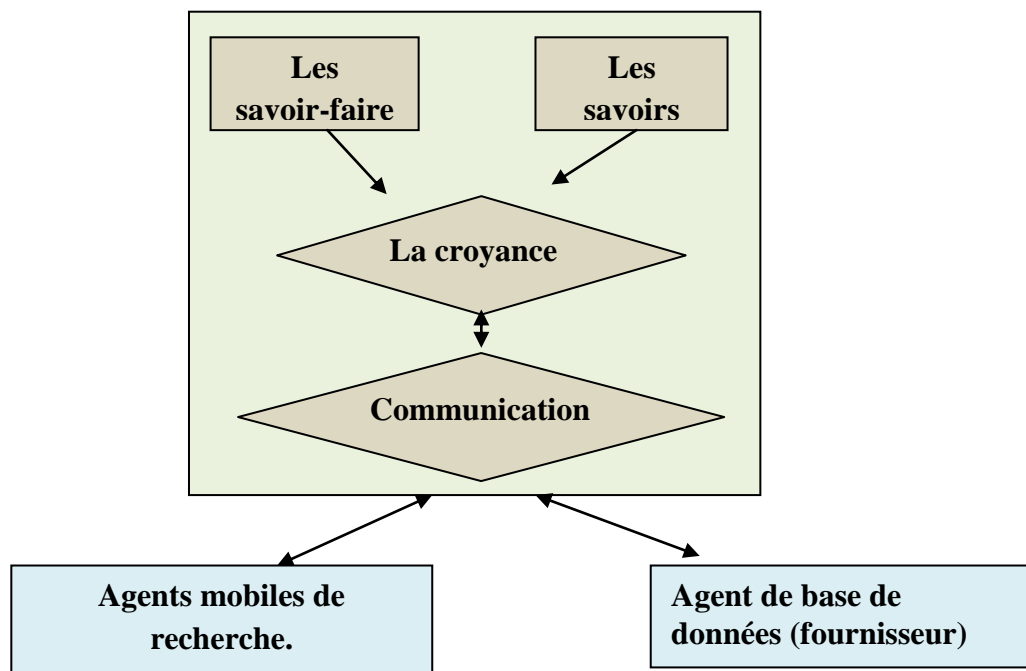 Les
savoir-faire
Les
savoirs
La croyance
Communication
Agents mobiles de
recherche.
Agent de base de
données (fournisseur)